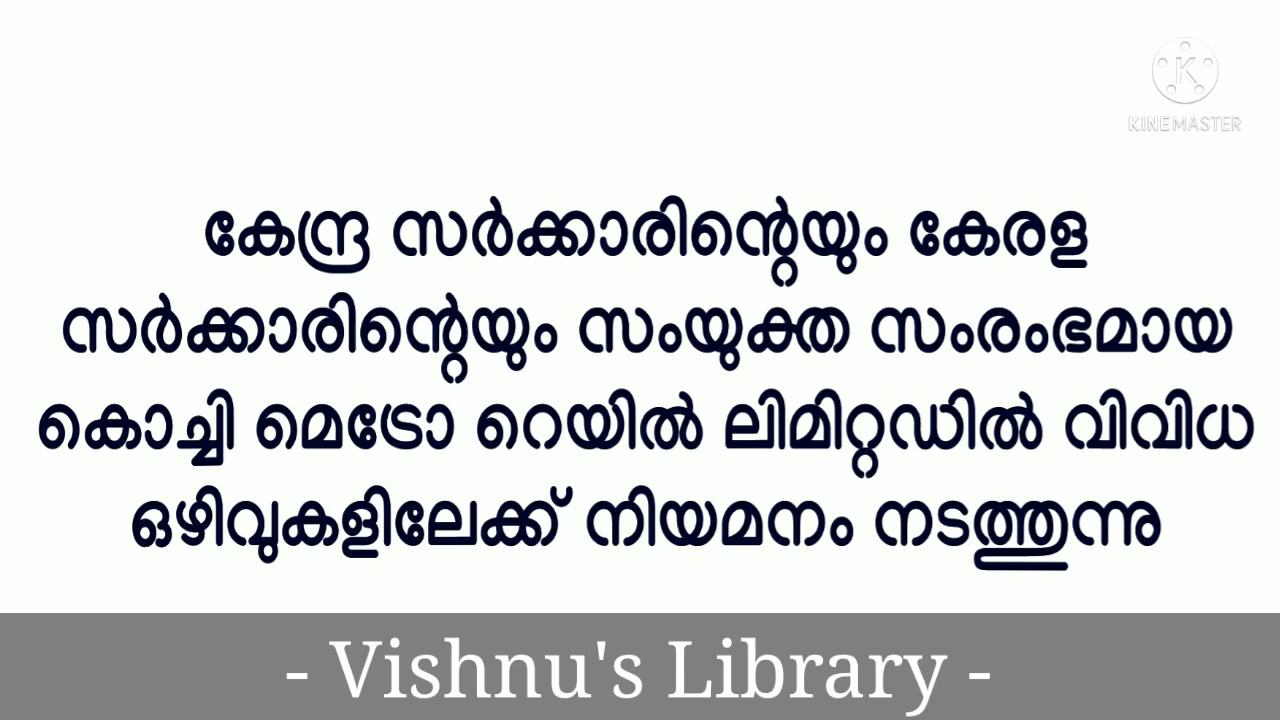 KINEMASTER
കേന്ദ്ര സർക്കാരിന്റെയും കേരള
സർക്കാരിന്റെയും സംയുക്ത സംരംഭമായ
കൊച്ചി മെട്രോ റെയിൽ ലിമിറ്റഡിൽ വിവിധ
ഒഴിവുകളിലേക്ക് നിയമനം നടത്തുന്നു
- Vishnu's Library -